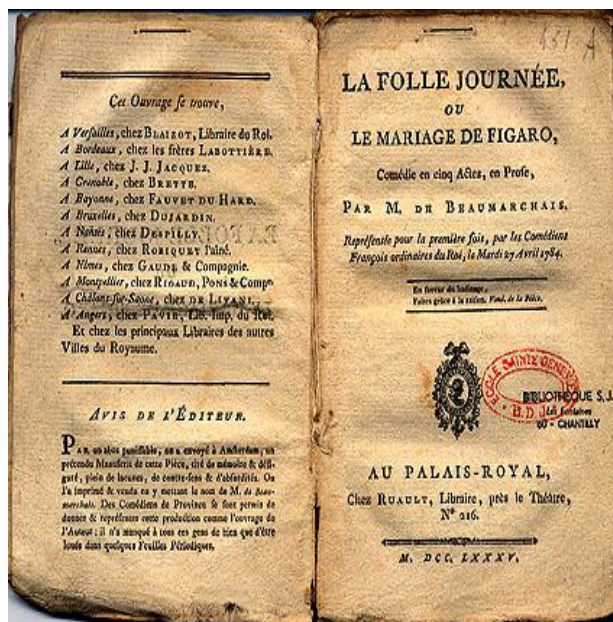 Cet Ouvrage se trouve,
A Versailles, chez BLAIZOT, Libraire du Roi.
A Bordeaux, chez les frères LABOTTIÈRE.
A Lille, chez J. J. JACQUEZ.
A Grenoble, chez BRETTE.
A Bayonne, chez FAUVET DU HARD.
A Bruxelles, chez DUJARDIN.
A Nantes, chez DESPILLY.
A Rennes, chez ROBIQUET l'aîné.
A Nîmes, chez GAUDE & Compagnie.
A Montpellier, chez RIGAUD, PONS & Compᵉ
A Châlons-sur-Saone, chez DE LIVANI.
A Angers, chez PAVIE, Lib. Imp. du Roi.
Et chez les principaux Libraires des autres
Villes du Royaume.
AVIS DE L'ÉDITEUR.
PAR un abus punissable, on a envoyé à Amsterdam, un
prétendu Manuscrit de cette Pièce, tiré de mémoire & défi-
guré, plein de lacunes, de contre-sens & d'absurdités. On
l'a imprimé & vendu en y mettant le nom de M. de Beau-
marchais. Des Comédiens de Province se sont permis de
donner & représenter cette production comme l'ouvrage de
l'Auteur; il n'a manqué à tous ces gens de bien que d'être
loués dans quelques Feuilles Périodiques.
451 A
LA FOLLE JOURNÉE,
OU
LE MARIAGE DE FIGARO,
Comédie en cinq Actes, en Prose,
PAR M. DE BEAUMARCHAIS.
Représentée pour la première fois, par les Comédiens
François ordinaires du Roi, le Mardi 27 Avril 1784.
En faveur du badinage,
Faites grâce à la raison. Vaud. de la Pièce.
ÉCOLE SAINTE GENEVIÈVE
B.D.J.
BIBLIOTHÈQUE S.J.
Les Fontaines
60 - CHANTILLY
AU PALAIS-ROYAL,
Chez RUAULT, Libraire, près le Théâtre,
N° 216.
M. DCC. LXXXV.